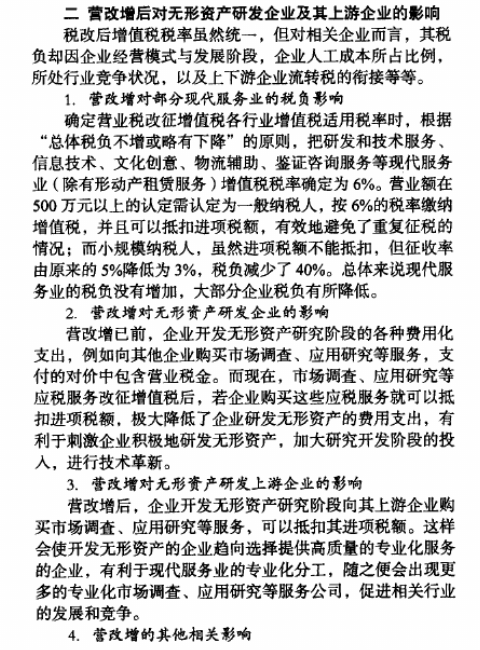 二 营改增后对无形资产研发企业及其上游企业的影响
税改后增值税税率虽然统一，但对相关企业而言，其税
负却因企业经营模式与发展阶段，企业人工成本所占比例，
所处行业竞争状况，以及上下游企业流转税的衔接等等。
1. 营改增对部分现代服务业的税负影响
确定营业税改征增值税各行业增值税适用税率时，根据
“总体税负不增或略有下降”的原则，把研发和技术服务、
信息技术、文化创意、物流辅助、鉴证咨询服务等现代服务
业（除有形动产租赁服务）增值税税率确定为 6%。营业额在
500 万元以上的认定需认定为一般纳税人，按 6%的税率缴纳
增值税，并且可以抵扣进项税额，有效地避免了重复征税的
情况；而小规模纳税人，虽然进项税额不能抵扣，但征收率
由原来的 5%降低为 3%，税负减少了 40%。总体来说现代服
务业的税负没有增加，大部分企业税负有所降低。
2. 营改增对无形资产研发企业的影响
营改增已前，企业开发无形资产研究阶段的各种费用化
支出，例如向其他企业购买市场调查、应用研究等服务，支
付的对价中包含营业税金。而现在，市场调查、应用研究等
应税服务改征增值税后，若企业购买这些应税服务就可以抵
扣进项税额，极大降低了企业研发无形资产的费用支出，有
利于刺激企业积极地研发无形资产，加大研究开发阶段的投
入，进行技术革新。
3. 营改增对无形资产研发上游企业的影响
营改增后，企业开发无形资产研究阶段向其上游企业购
买市场调查、应用研究等服务，可以抵扣其进项税额。这样
会使开发无形资产的企业趋向选择提供高质量的专业化服务
的企业，有利于现代服务业的专业化分工，随之便会出现更
多的专业化市场调查、应用研究等服务公司，促进相关行业
的发展和竞争。
4. 营改增的其他相关影响